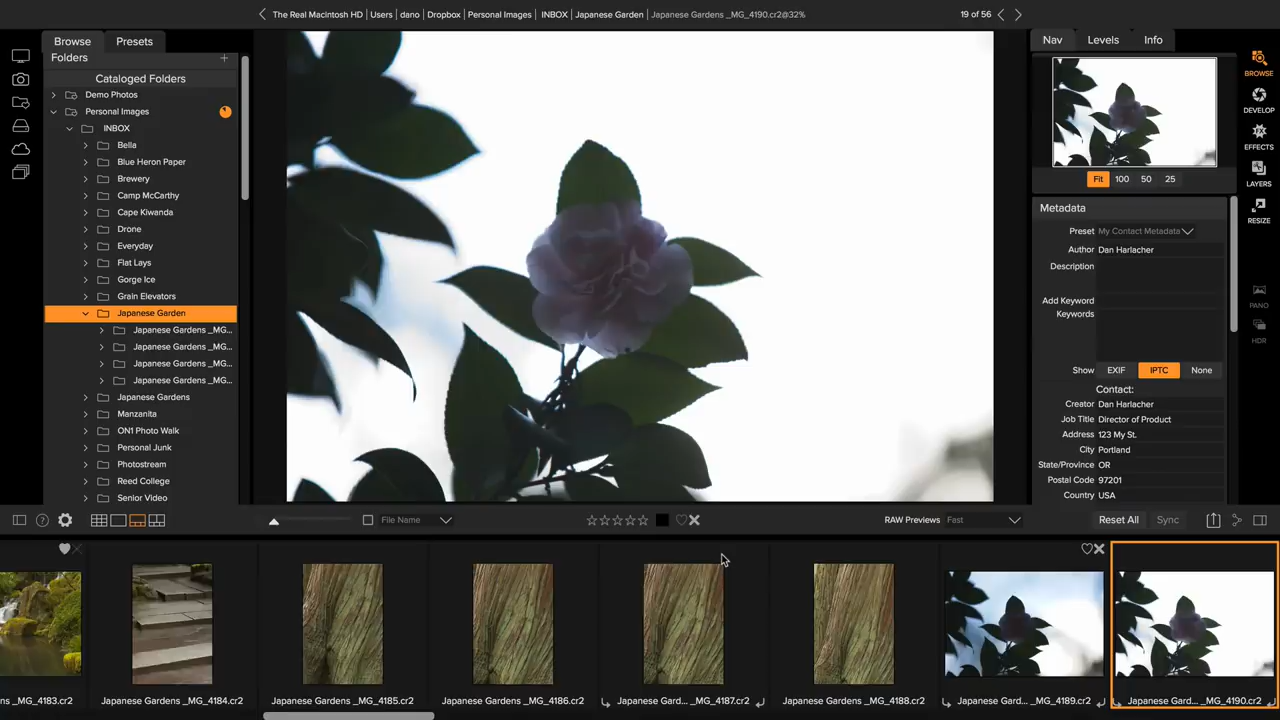 The Real Macintosh HD | Users | dano | Dropbox | Personal Images | INBOX | Japanese Garden | Japanese Gardens _MG_4190.cr2@32%
19 of 56
Browse
Presets
Folders
Cataloged Folders
Demo Photos
Personal Images
INBOX
Bella
Blue Heron Paper
Brewery
Camp McCarthy
Cape Kiwanda
Drone
Everyday
Flat Lays
Gorge Ice
Grain Elevators
Japanese Garden
Japanese Gardens _MG...
Japanese Gardens _MG...
Japanese Gardens _MG...
Japanese Gardens _MG...
Japanese Gardens
Manzanita
ON1 Photo Walk
Personal Junk
Photostream
Reed College
Senior Video
Nav
Levels
Info
Fit
100
50
25
Metadata
Preset My Contact Metadata
Author Dan Harlacher
Description
Add Keyword
Keywords
Show EXIF IPTC None
Contact:
Creator Dan Harlacher
Job Title Director of Product
Address 123 My St.
City Portland
State/Province OR
Postal Code 97201
Country USA
BROWSE
DEVELOP
EFFECTS
LAYERS
RESIZE
PANO
HDR
File Name
RAW Previews Fast
Reset All
Sync
ns _MG_4183.cr2
Japanese Gardens _MG_4184.cr2
Japanese Gardens _MG_4185.cr2
Japanese Gardens _MG_4186.cr2
Japanese Gard... _MG_4187.cr2
Japanese Gardens _MG_4188.cr2
Japanese Gard... _MG_4189.cr2
Japanese Gard... _MG_4190.cr2